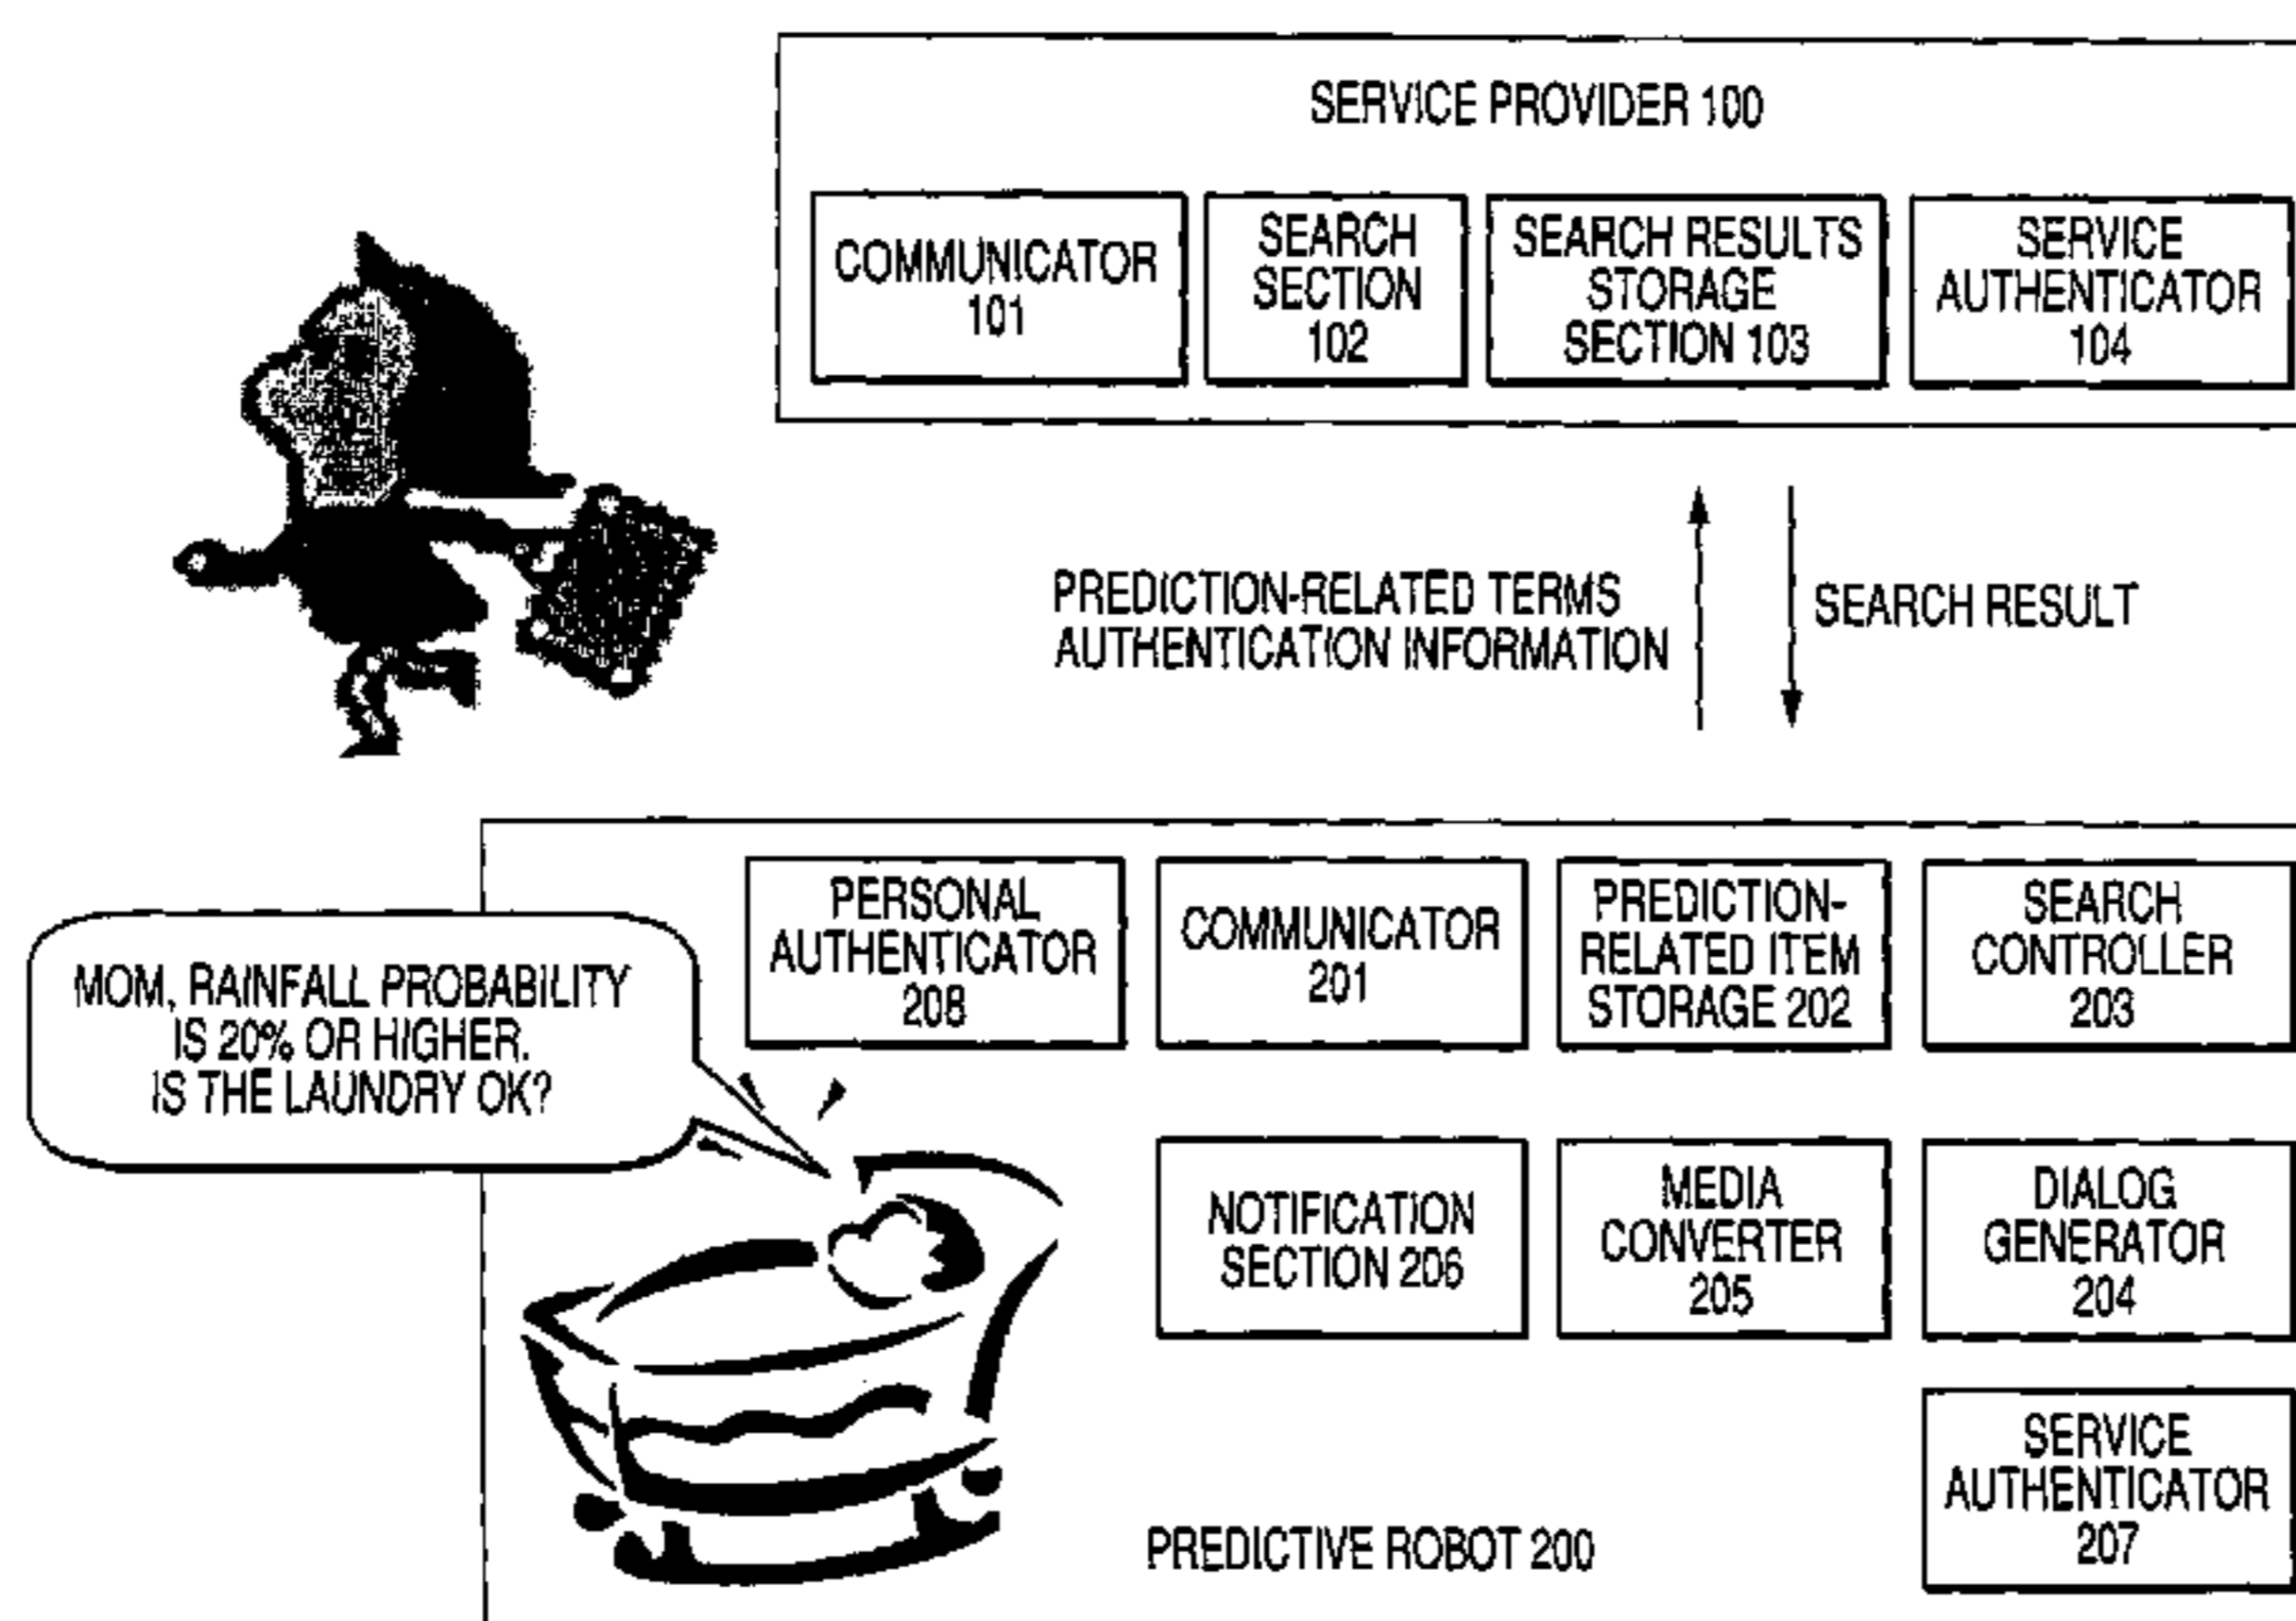 SERVICE PROVIDER 100
COMMUNICATOR
101
SEARCH
SECTION
102
SEARCH RESULTS
STORAGE
SECTION 103
SERVICE
AUTHENTICATOR
104
PREDICTION-RELATED TERMS
AUTHENTICATION INFORMATION
SEARCH RESULT
PERSONAL
AUTHENTICATOR
208
COMMUNICATOR
201
PREDICTION-
RELATED ITEM
STORAGE 202
SEARCH
CONTROLLER
203
MOM, RAINFALL PROBABILITY
IS 20% OR HIGHER.
IS THE LAUNDRY OK?
NOTIFICATION
SECTION 206
MEDIA
CONVERTER
205
DIALOG
GENERATOR
204
SERVICE
AUTHENTICATOR
207
PREDICTIVE ROBOT 200